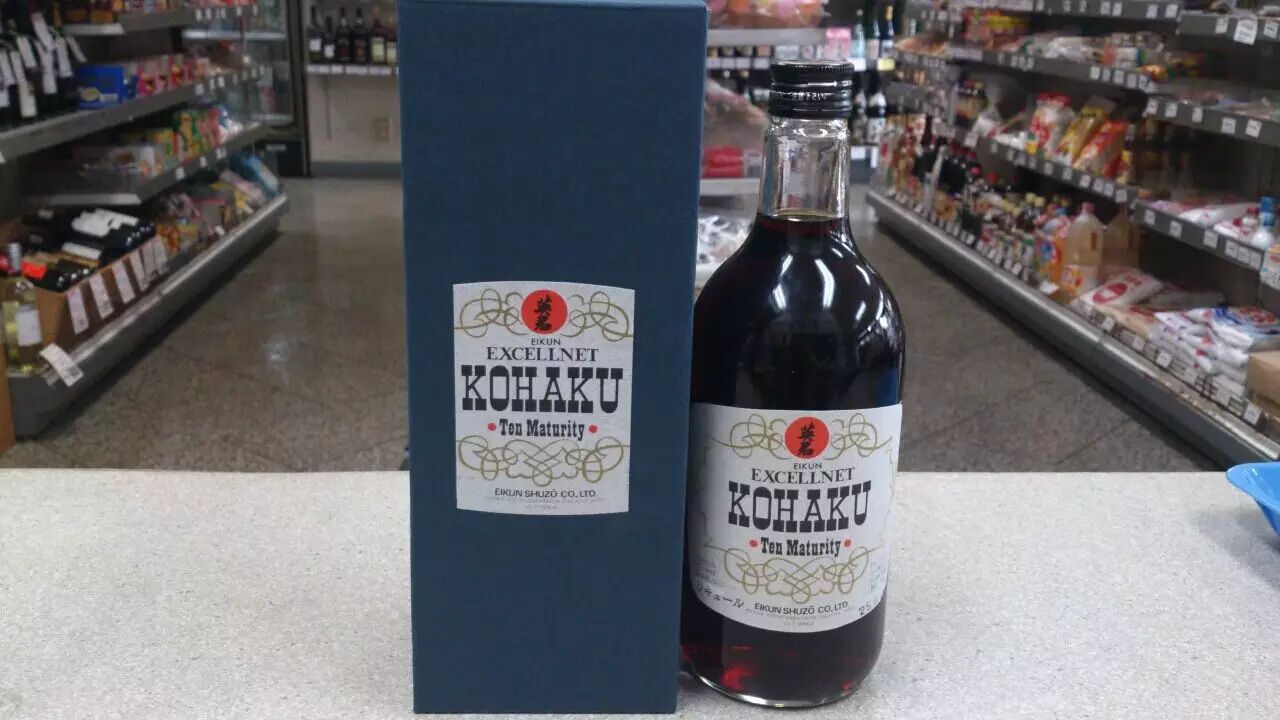 英君
EIKUN
EXCELLNET
KOHAKU
Ten Maturity
EIKUN SHUZŌ CO., LTD
英君
EIKUN
EXCELLNET
KOHAKU
Ten Maturity
リキュール
EIKUN SHUZŌ CO., LTD